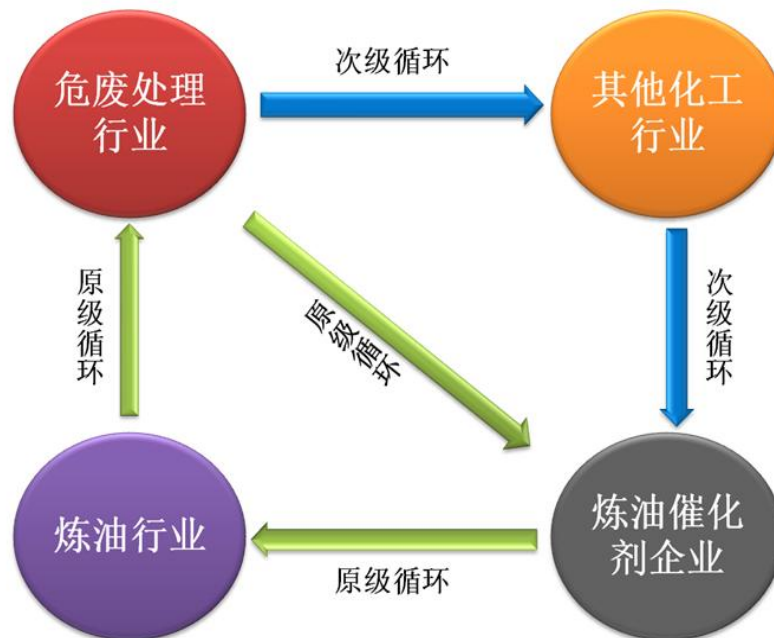 危废处理
行业
次级循环
其他化工
行业
原级循环
原级循环
次级循环
炼油行业
原级循环
炼油催化
剂企业